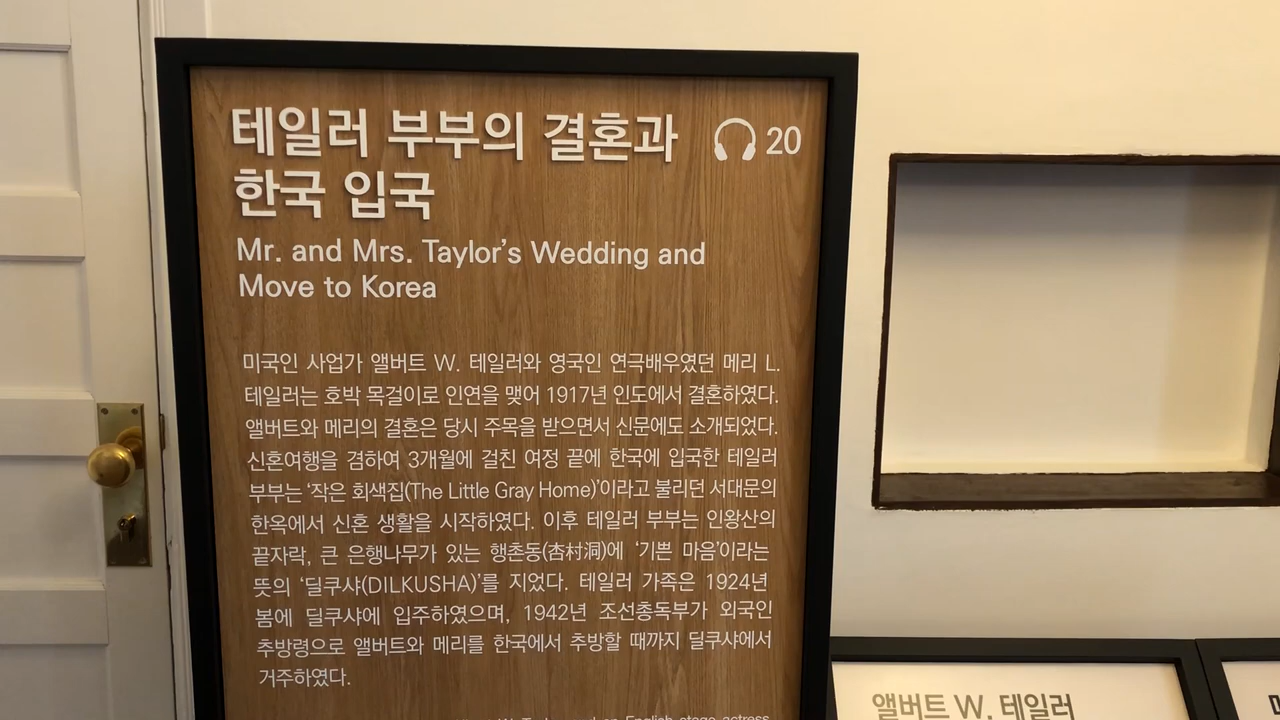 테일러 부부의 결혼과
한국 입국
20
Mr. and Mrs. Taylor's Wedding and
Move to Korea
미국인 사업가 앨버트 W. 테일러와 영국인 연극배우였던 메리 L.
테일러는 호박 목걸이로 인연을 맺어 1917년 인도에서 결혼하였다.
앨버트와 메리의 결혼은 당시 주목을 받으면서 신문에도 소개되었다.
신혼여행을 겸하여 3개월에 걸친 여정 끝에 한국에 입국한 테일러
부부는 '작은 회색집(The Little Gray Home)'이라고 불리던 서대문의
한옥에서 신혼 생활을 시작하였다. 이후 테일러 부부는 인왕산의
끝자락, 큰 은행나무가 있는 행촌동(杏村洞)에 '기쁜 마음'이라는
뜻의 '딜쿠샤(DILKUSHA)'를 지었다. 테일러 가족은 1924년
봄에 딜쿠샤에 입주하였으며, 1942년 조선총독부가 외국인
추방령으로 앨버트와 메리를 한국에서 추방할 때까지 딜쿠샤에서
거주하였다.
English stage actress
앨버트 W. 테일러